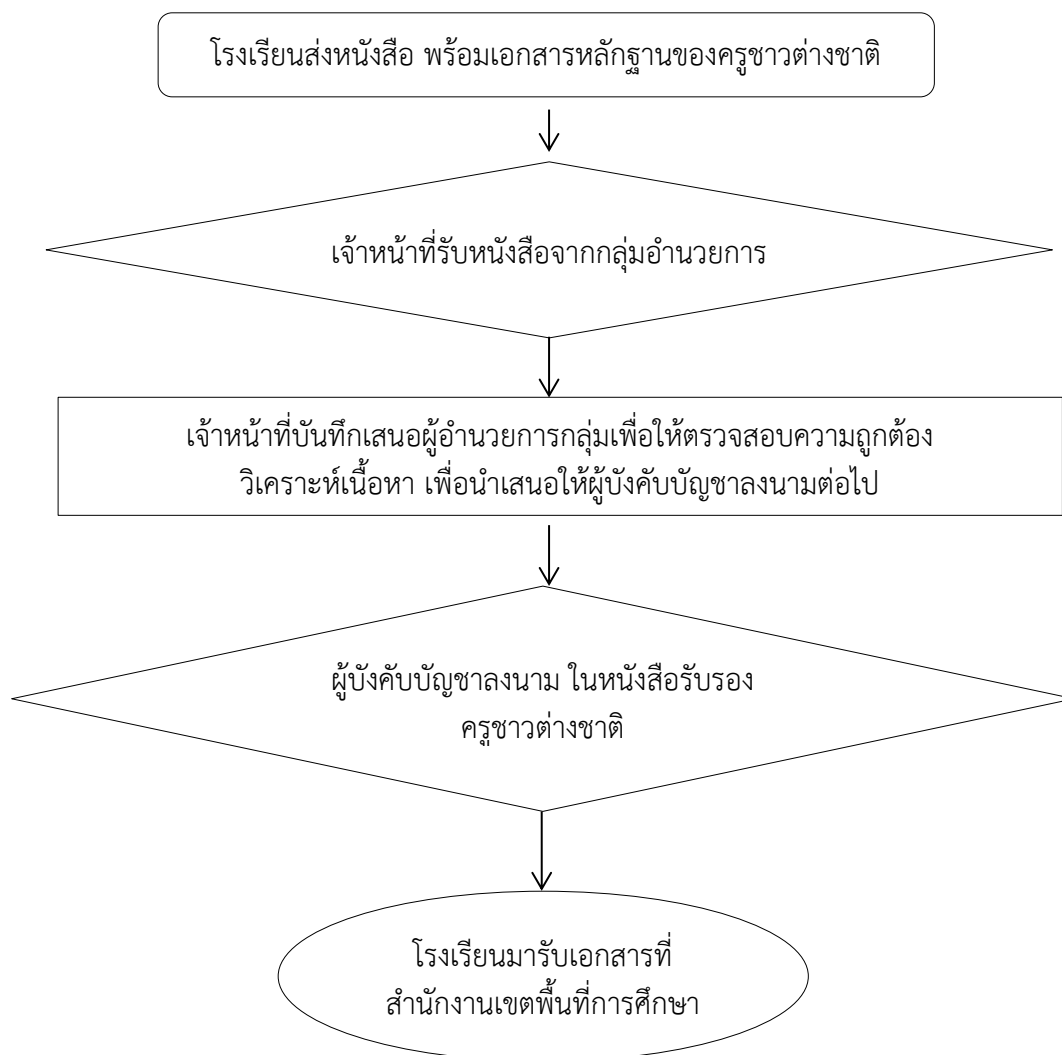 โรงเรียนส่งหนังสือ พร้อมเอกสารหลักฐานของครูชาวต่างชาติ
เจ้าหน้าที่รับหนังสือจากกลุ่มอำนวยการ
เจ้าหน้าที่บันทึกเสนอผู้อำนวยการกลุ่มเพื่อให้ตรวจสอบความถูกต้อง
วิเคราะห์เนื้อหา เพื่อนำเสนอให้ผู้บังคับบัญชาลงนามต่อไป
ผู้บังคับบัญชาลงนาม ในหนังสือรับรอง
ครูชาวต่างชาติ
โรงเรียนมารับเอกสารที่
สำนักงานเขตพื้นที่การศึกษา